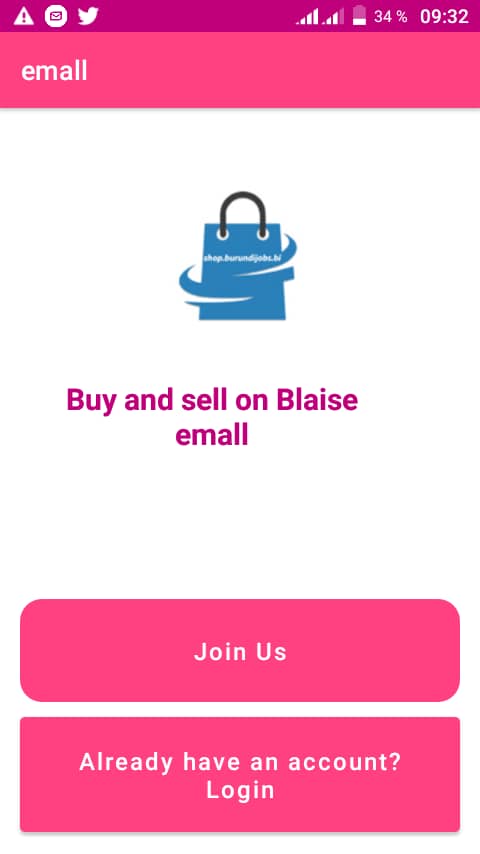 34 % 09:32
emall
shop.burundijobs.bi
Buy and sell on Blaise
emall
Join Us
Already have an account?
Login